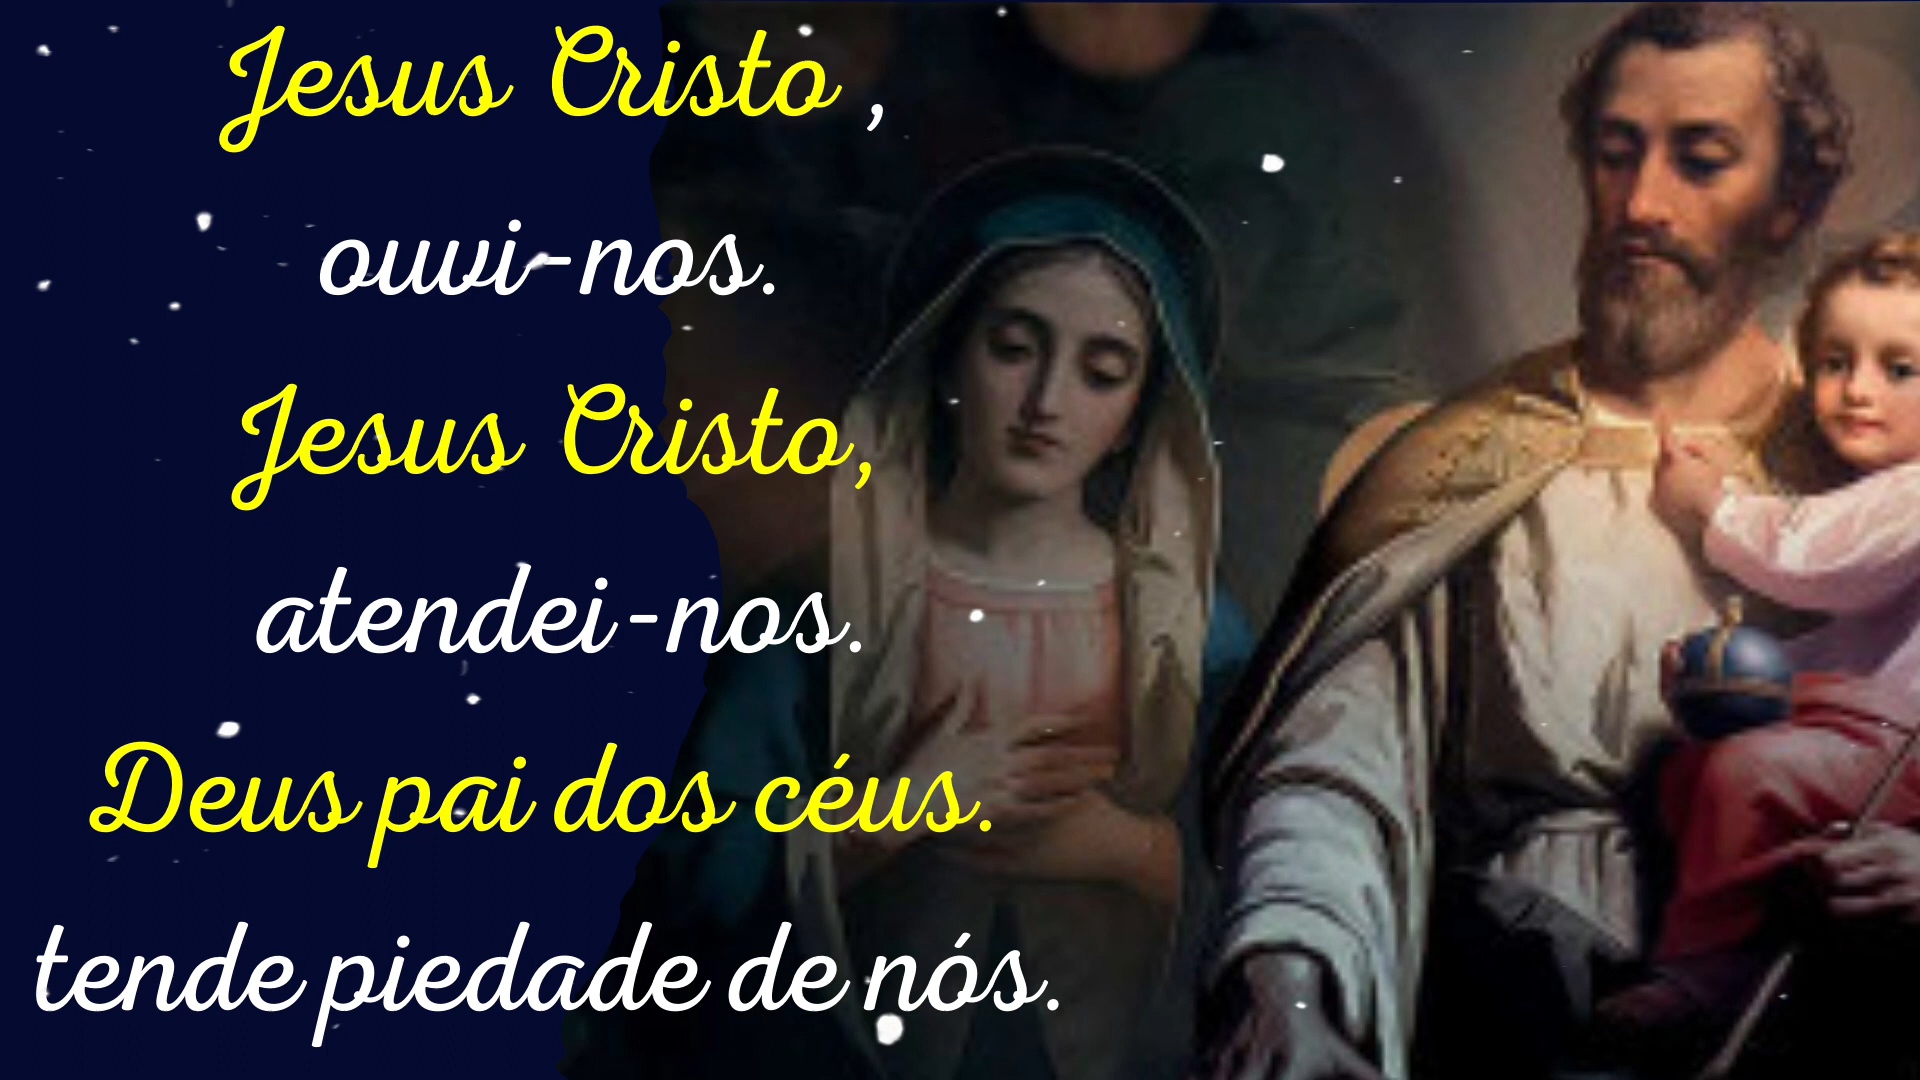 Jesus Cristo ,
ouvi-nos.
Jesus Cristo,
atendei-nos.
Deus pai dos céus.
tende piedade de nós.